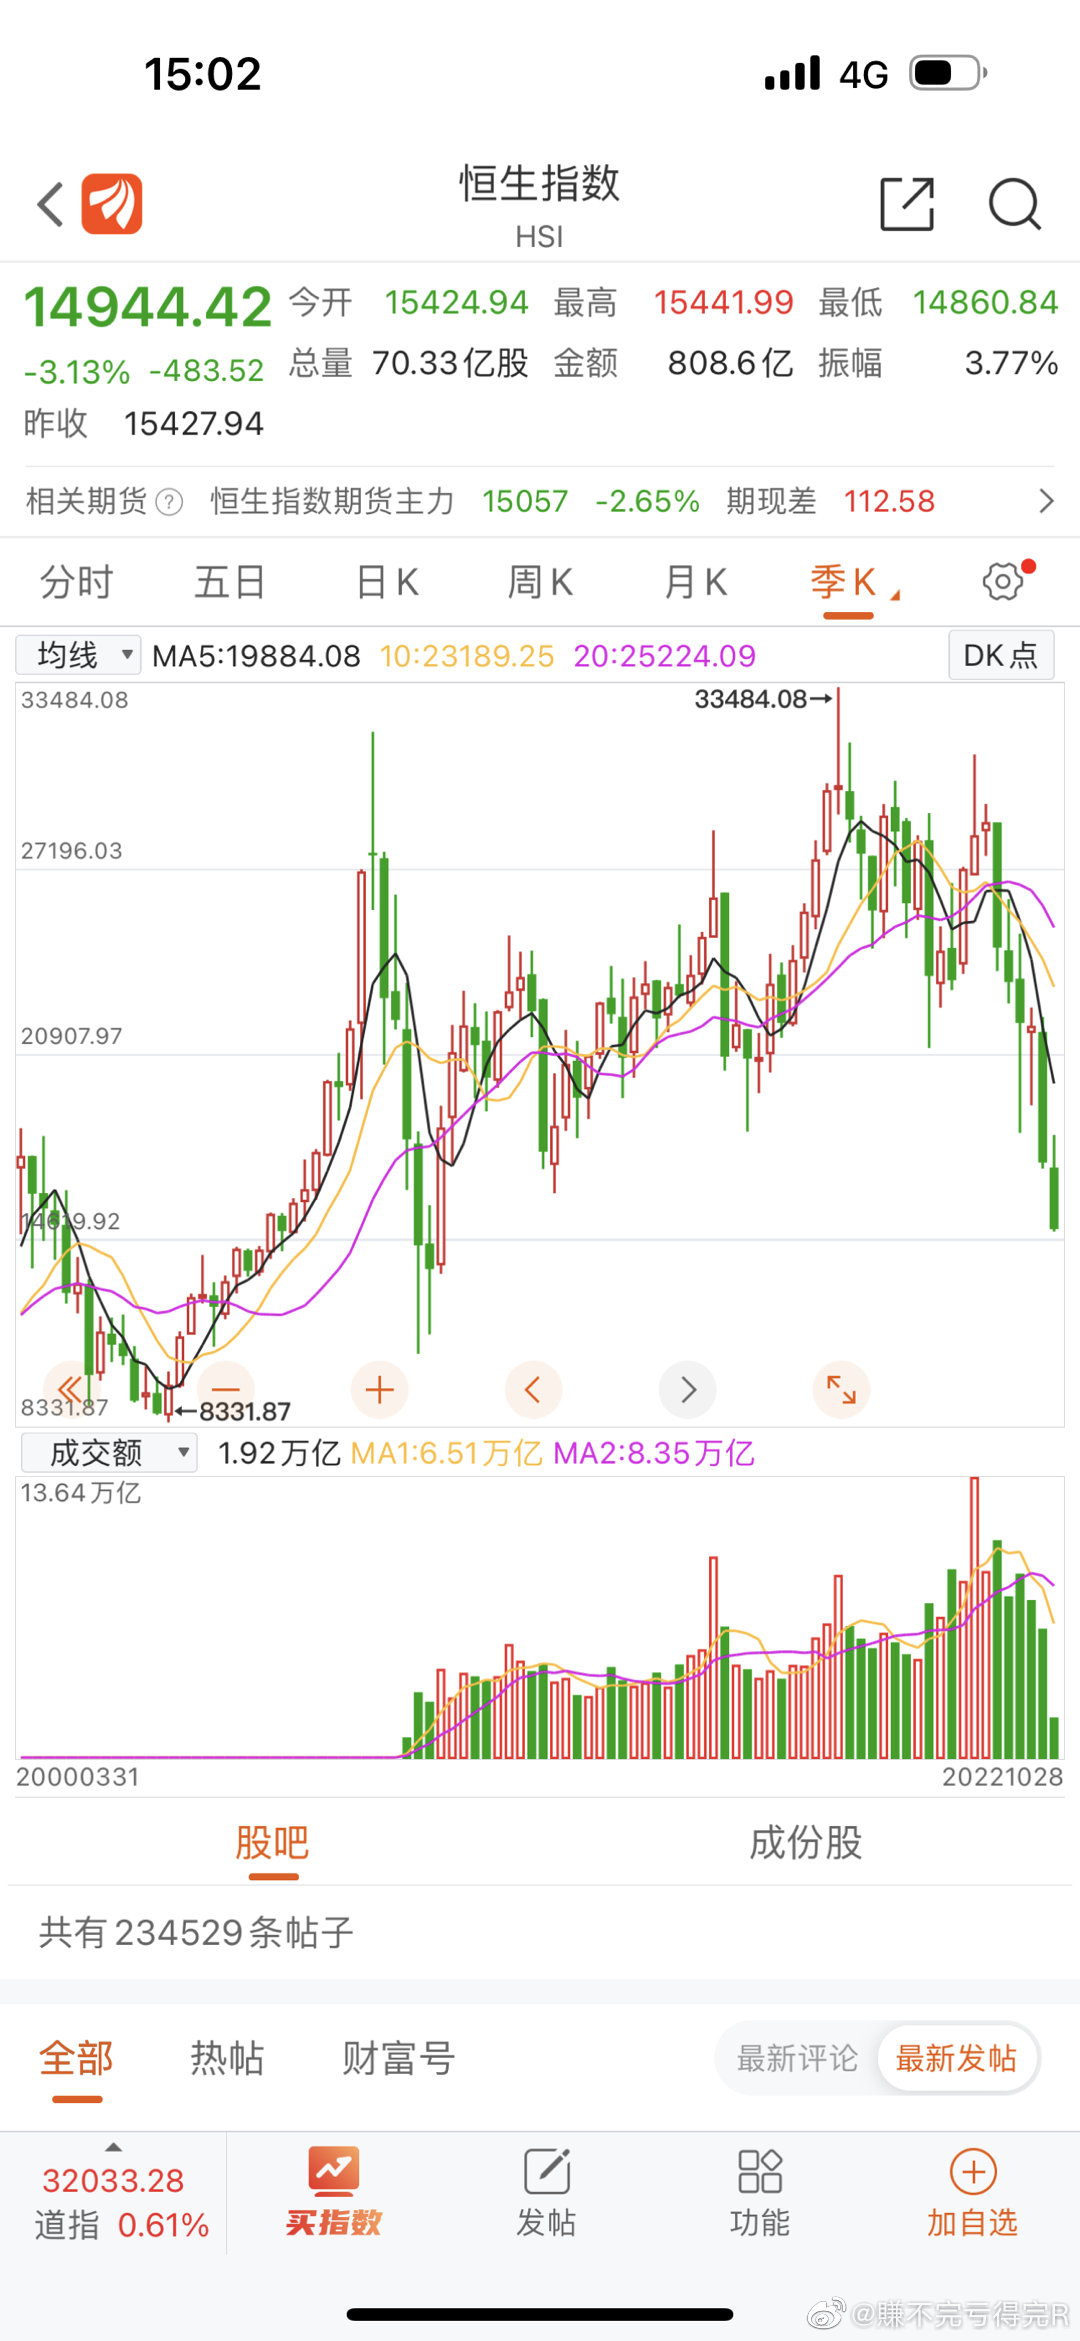 15:02 4G
恒生指数
HSI
14944.42 今开 15424.94 最高 15441.99 最低 14860.84
-3.13% -483.52 总量 70.33亿股 金额 808.6亿 振幅 3.77%
昨收 15427.94
相关期货 ? 恒生指数期货主力 15057 -2.65% 期现差 112.58
分时 五日 日K 周K 月K 季K
均线 MA5:19884.08 10:23189.25 20:25224.09 DK点
33484.08 33484.08→
27196.03
20907.97
14619.92
8331.87 ←8331.87
成交额 1.92万亿 MA1:6.51万亿 MA2:8.35万亿
13.64万亿
20000331 20221028
股吧 成份股
共有234529条帖子
全部 热帖 财富号 最新评论 最新发帖
32033.28
道指 0.61% 买指数 发帖 功能 加自选
@賺不完亏得完R